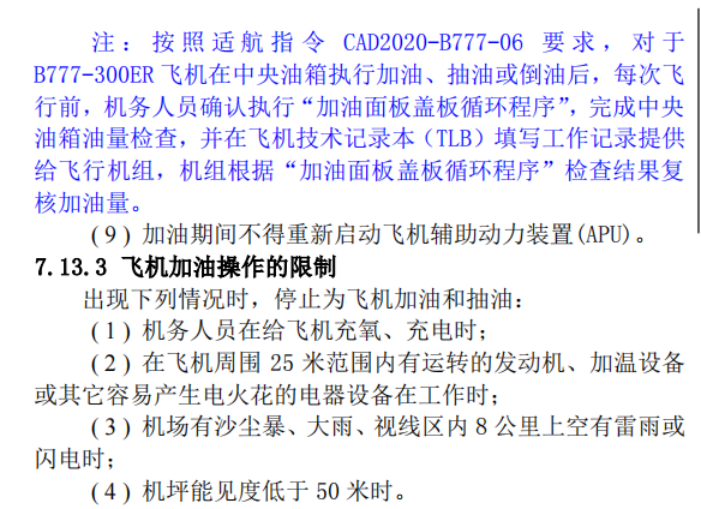 注：按照适航指令 CAD2020-B777-06 要求，对于
B777-300ER 飞机在中央油箱执行加油、抽油或倒油后，每次飞
行前，机务人员确认执行“加油面板盖板循环程序”，完成中央
油箱油量检查，并在飞机技术记录本（TLB）填写工作记录提供
给飞行机组，机组根据“加油面板盖板循环程序”检查结果复
核加油量。
(9) 加油期间不得重新启动飞机辅助动力装置(APU)。
7.13.3 飞机加油操作的限制
出现下列情况时，停止为飞机加油和抽油：
(1) 机务人员在给飞机充氧、充电时；
(2) 在飞机周围 25 米范围内有运转的发动机、加温设备
或其它容易产生电火花的电器设备在工作时；
(3) 机场有沙尘暴、大雨、视线区内 8 公里上空有雷雨或
闪电时；
(4) 机坪能见度低于 50 米时。